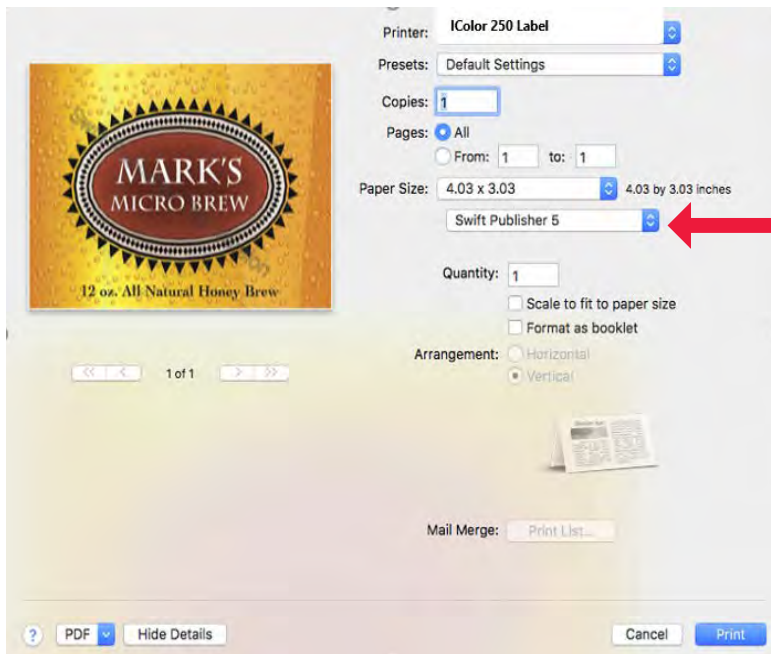 Printer: IColor 250 Label
Presets: Default Settings
Copies: 1
Pages: All
From: 1 to: 1
Paper Size: 4.03 x 3.03 4.03 by 3.03 inches
Swift Publisher 5
MARK'S
MICRO BREW
12 oz. All Natural Honey Brew
Quantity: 1
Scale to fit to paper size
Format as booklet
Arrangement: Horizontal
Vertical
<< < 1 of 1 > >>
Mail Merge: Print List...
? PDF Hide Details Cancel Print